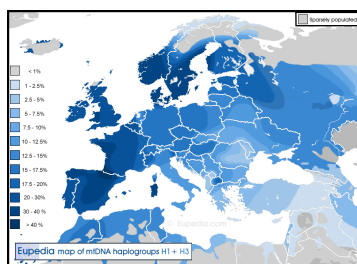 Sparsely populated
< 1%
1 - 2.5%
2.5 - 5%
5 - 7.5%
7.5 - 10%
10 - 12.5%
12.5 - 15%
15 - 17.5%
17.5 - 20%
20 - 30%
30 - 40 %
> 40 %
© Eupedia.com
Eupedia map of mtDNA haplogroups H1 + H3